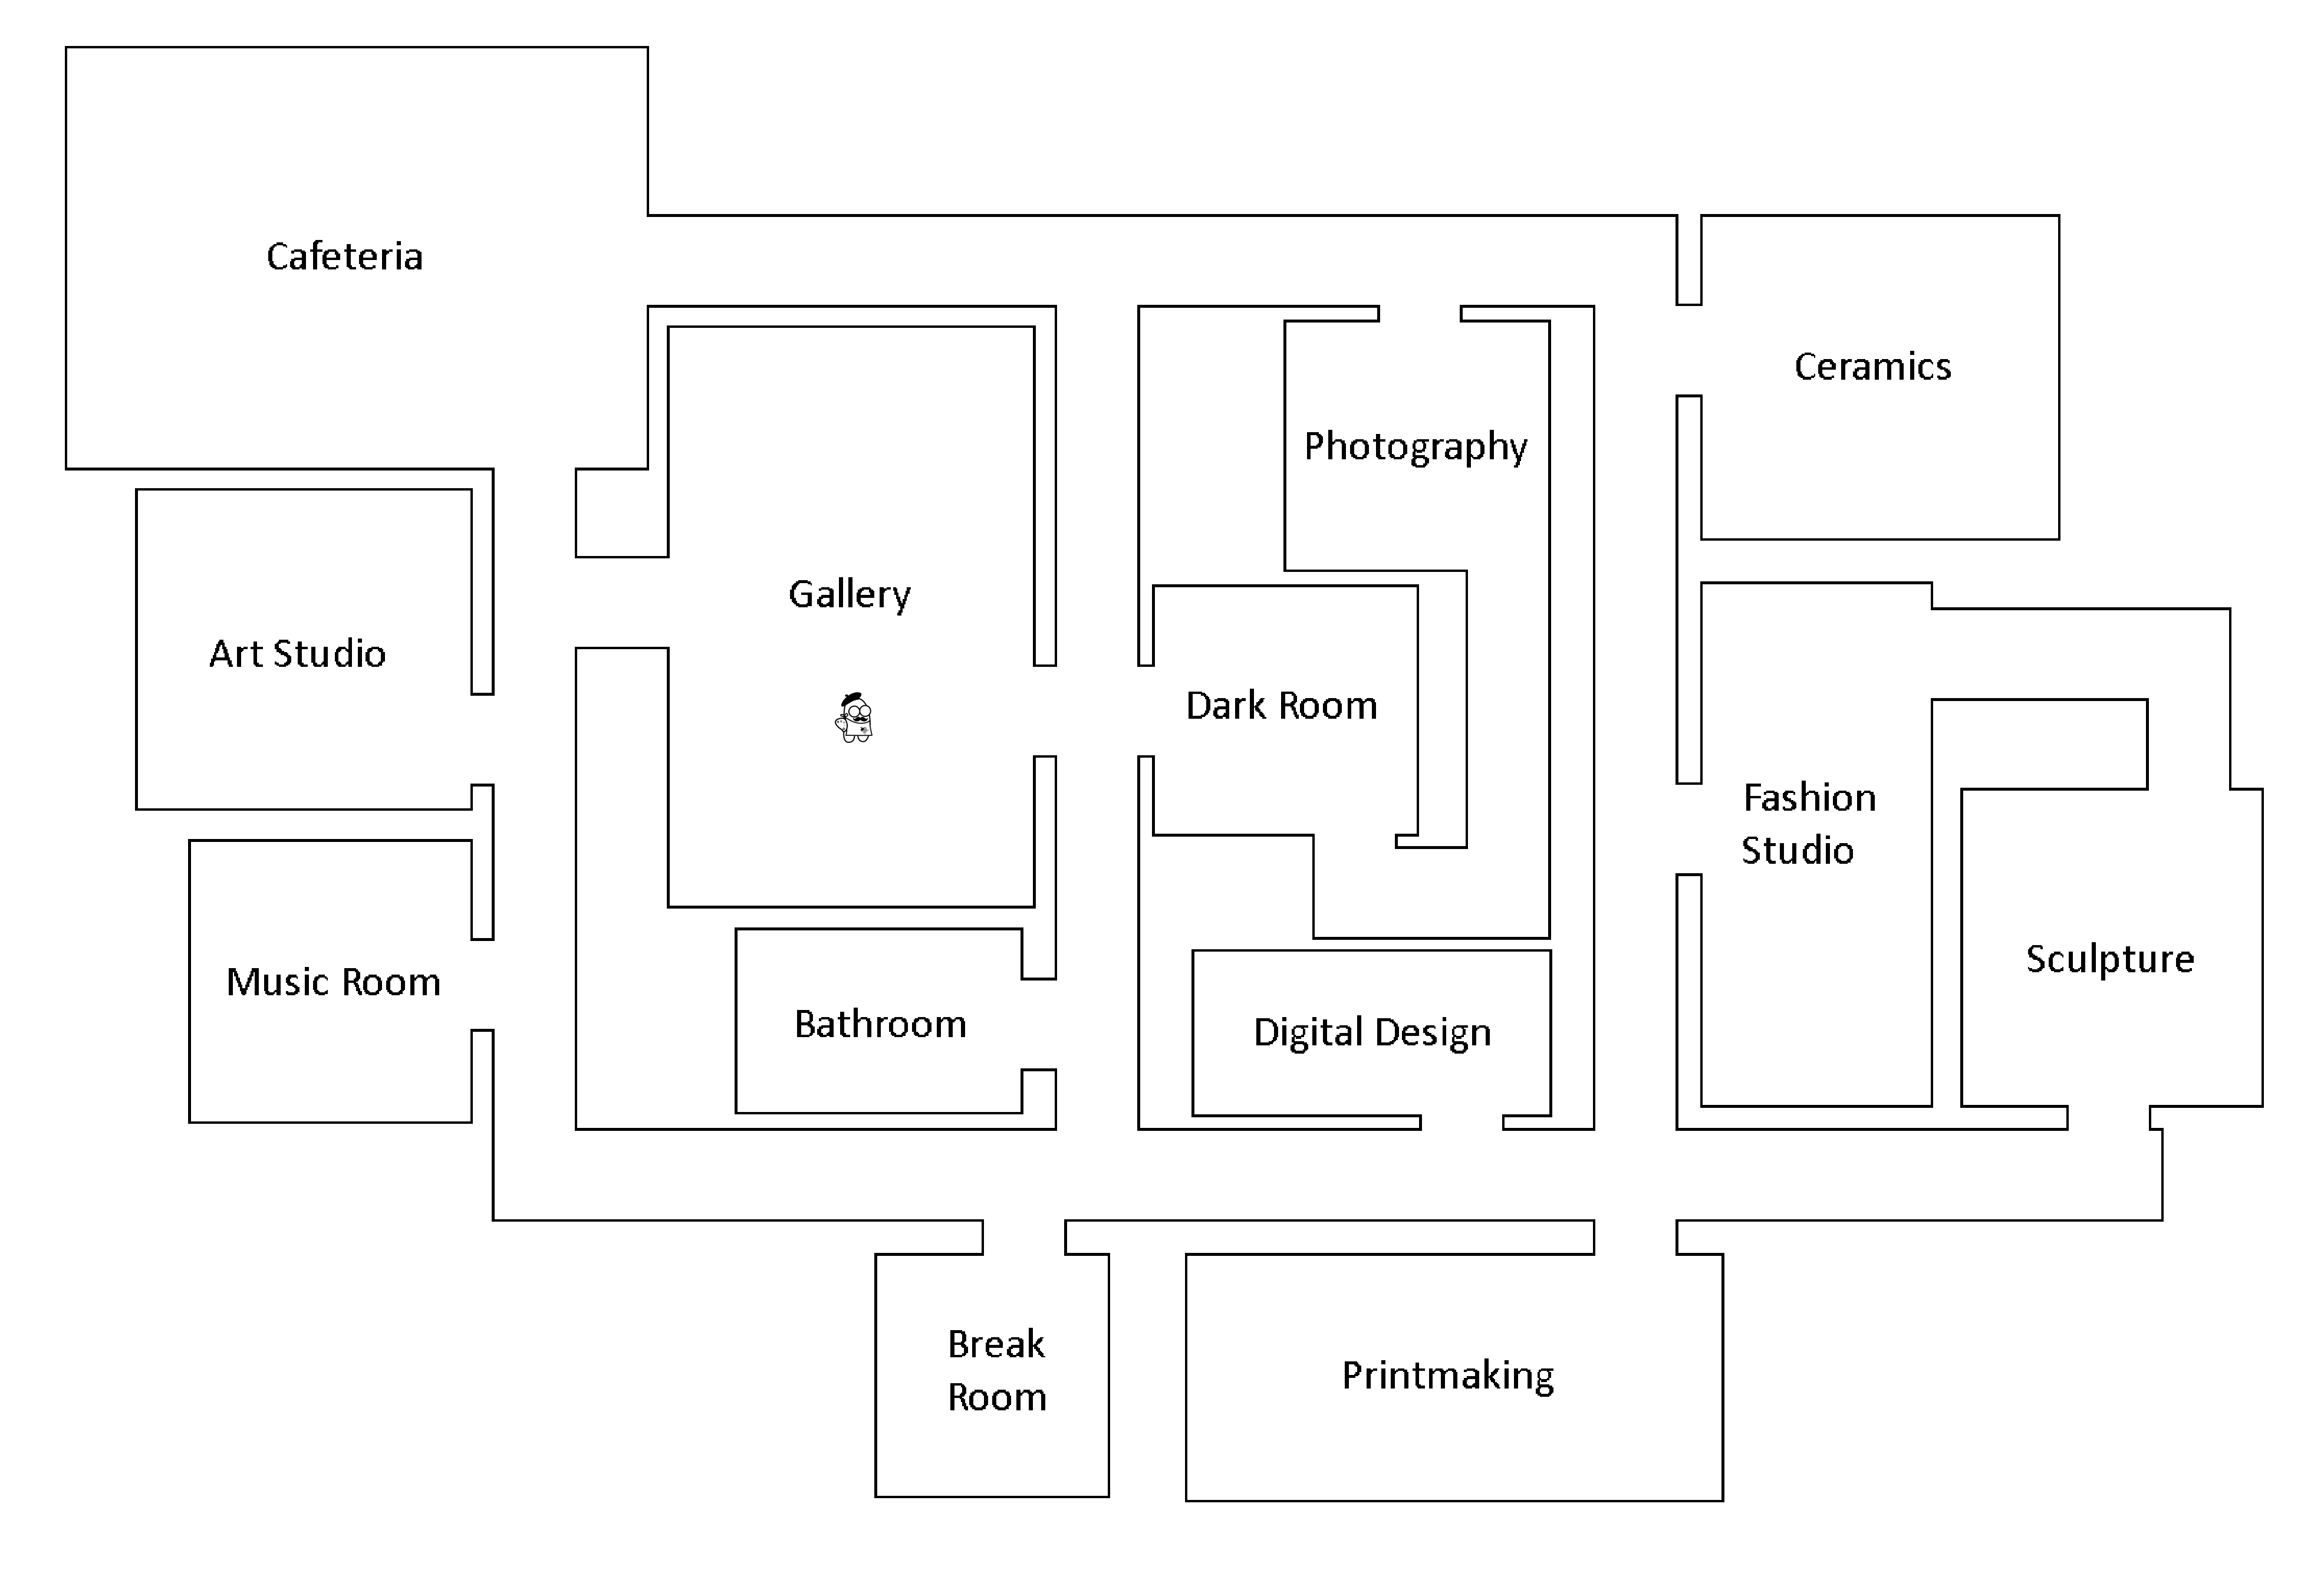 Cafeteria
Ceramics
Photography
Gallery
Art Studio
Dark Room
Fashion
Studio
Sculpture
Music Room
Bathroom
Digital Design
Break
Room
Printmaking